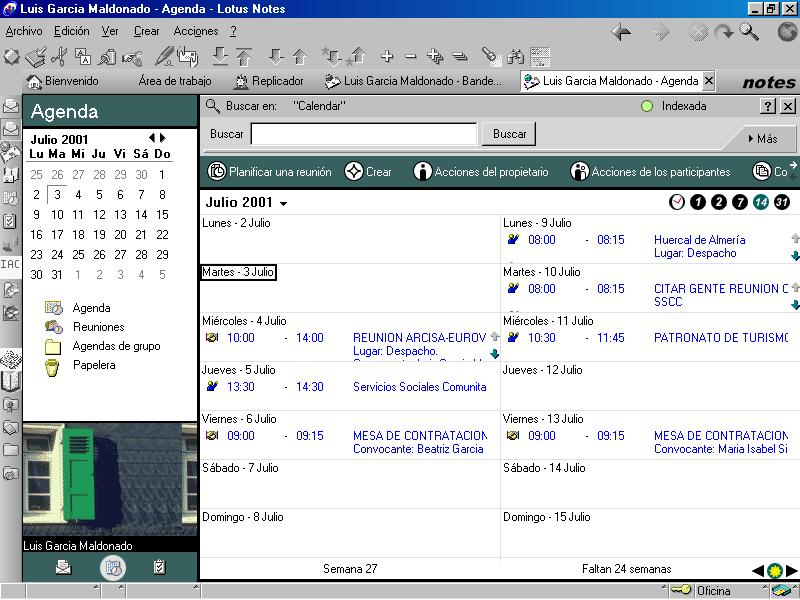 Luis Garcia Maldonado - Agenda - Lotus Notes
Archivo Edición Ver Crear Acciones ?
Bienvenido Área de trabajo Replicador Luis Garcia Maldonado - Bande... Luis Garcia Maldonado - Agenda notes
Agenda
Buscar en: "Calendar" Indexada ?
Buscar Buscar Más
Planificar una reunión Crear Acciones del propietario Acciones de los participantes Co
Julio 2001
Lu Ma Mi Ju Vi Sá Do
25 26 27 28 29 30 1
2 3 4 5 6 7 8
9 10 11 12 13 14 15
16 17 18 19 20 21 22
23 24 25 26 27 28 29
30 31 1 2 3 4 5
Agenda
Reuniones
Agendas de grupo
Papelera
IAC
Luis Garcia Maldonado
Julio 2001 1 2 7 14 31
Lunes - 2 Julio
Martes - 3 Julio
Miércoles - 4 Julio
10:00 - 14:00 REUNION ARCISA-EUROV
Lugar: Despacho.
Jueves - 5 Julio
13:30 - 14:30 Servicios Sociales Comunita
Viernes - 6 Julio
09:00 - 09:15 MESA DE CONTRATACION
Convocante: Beatriz Garcia
Sábado - 7 Julio
Domingo - 8 Julio
Lunes - 9 Julio
08:00 - 08:15 Huercal de Almería
Lugar: Despacho
Martes - 10 Julio
08:00 - 08:15 CITAR GENTE REUNION C
SSCC
Miércoles - 11 Julio
10:30 - 11:45 PATRONATO DE TURISMO
Jueves - 12 Julio
Viernes - 13 Julio
09:00 - 09:15 MESA DE CONTRATACION
Convocante: Maria Isabel Si
Sábado - 14 Julio
Domingo - 15 Julio
Semana 27 Faltan 24 semanas
Oficina